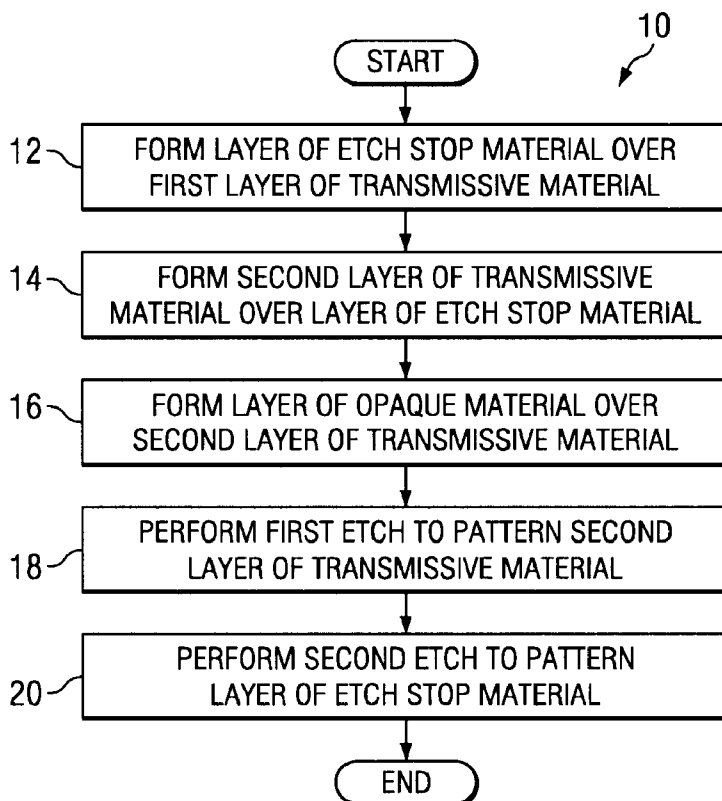 10
START
12
FORM LAYER OF ETCH STOP MATERIAL OVER
FIRST LAYER OF TRANSMISSIVE MATERIAL
14
FORM SECOND LAYER OF TRANSMISSIVE
MATERIAL OVER LAYER OF ETCH STOP MATERIAL
16
FORM LAYER OF OPAQUE MATERIAL OVER
SECOND LAYER OF TRANSMISSIVE MATERIAL
18
PERFORM FIRST ETCH TO PATTERN SECOND
LAYER OF TRANSMISSIVE MATERIAL
20
PERFORM SECOND ETCH TO PATTERN
LAYER OF ETCH STOP MATERIAL
END